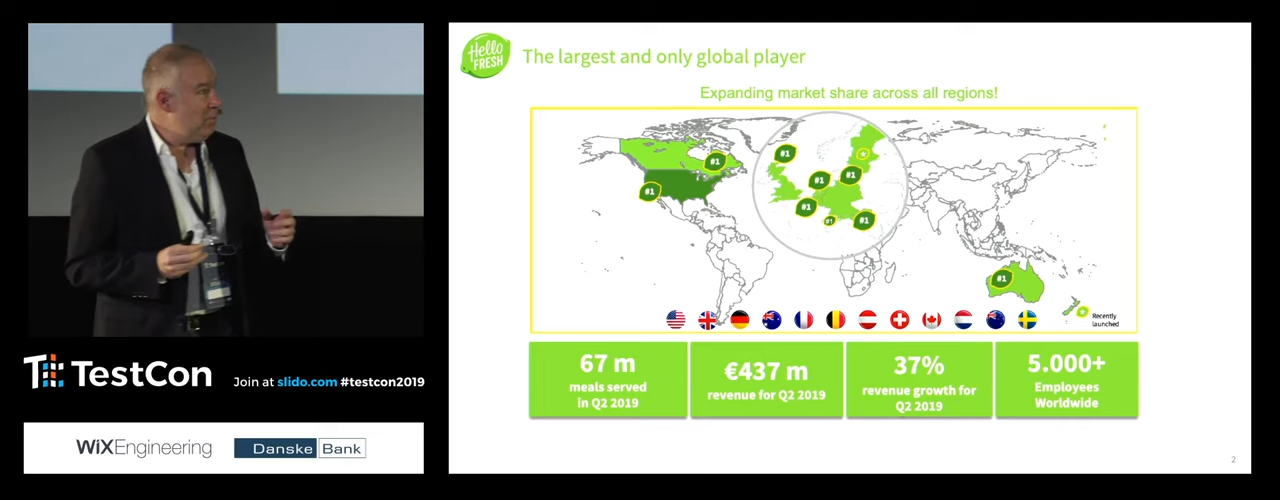 Hello
FRESH
The largest and only global player
Expanding market share across all regions!
#1
#1
#1
#1
#1
#1
#1
#1
#1
Recently
launched
67 m
meals served
in Q2 2019
€437 m
revenue for Q2 2019
37%
revenue growth for
Q2 2019
5.000+
Employees
Worldwide
2
TestCon
Join at slido.com #testcon2019
WiXEngineering
Danske Bank